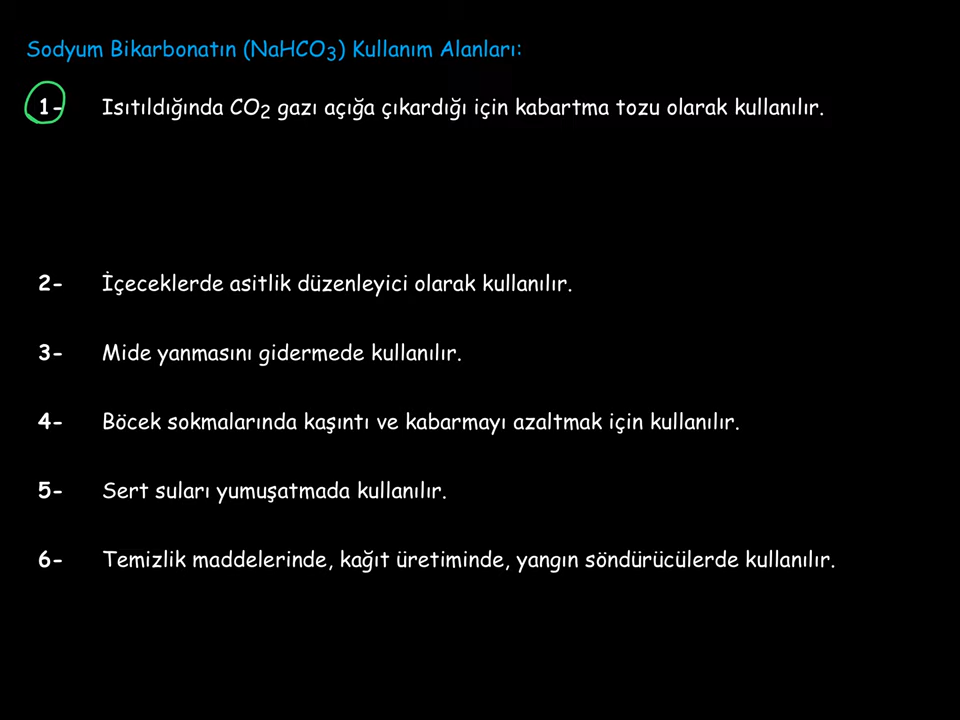 Sodyum Bikarbonatın (NaHCO3) Kullanım Alanları:
1- Isıtıldığında CO2 gazı açığa çıkardığı için kabartma tozu olarak kullanılır.
2- İçeceklerde asitlik düzenleyici olarak kullanılır.
3- Mide yanmasını gidermede kullanılır.
4- Böcek sokmalarında kaşıntı ve kabarmayı azaltmak için kullanılır.
5- Sert suları yumuşatmada kullanılır.
6- Temizlik maddelerinde, kağıt üretiminde, yangın söndürücülerde kullanılır.